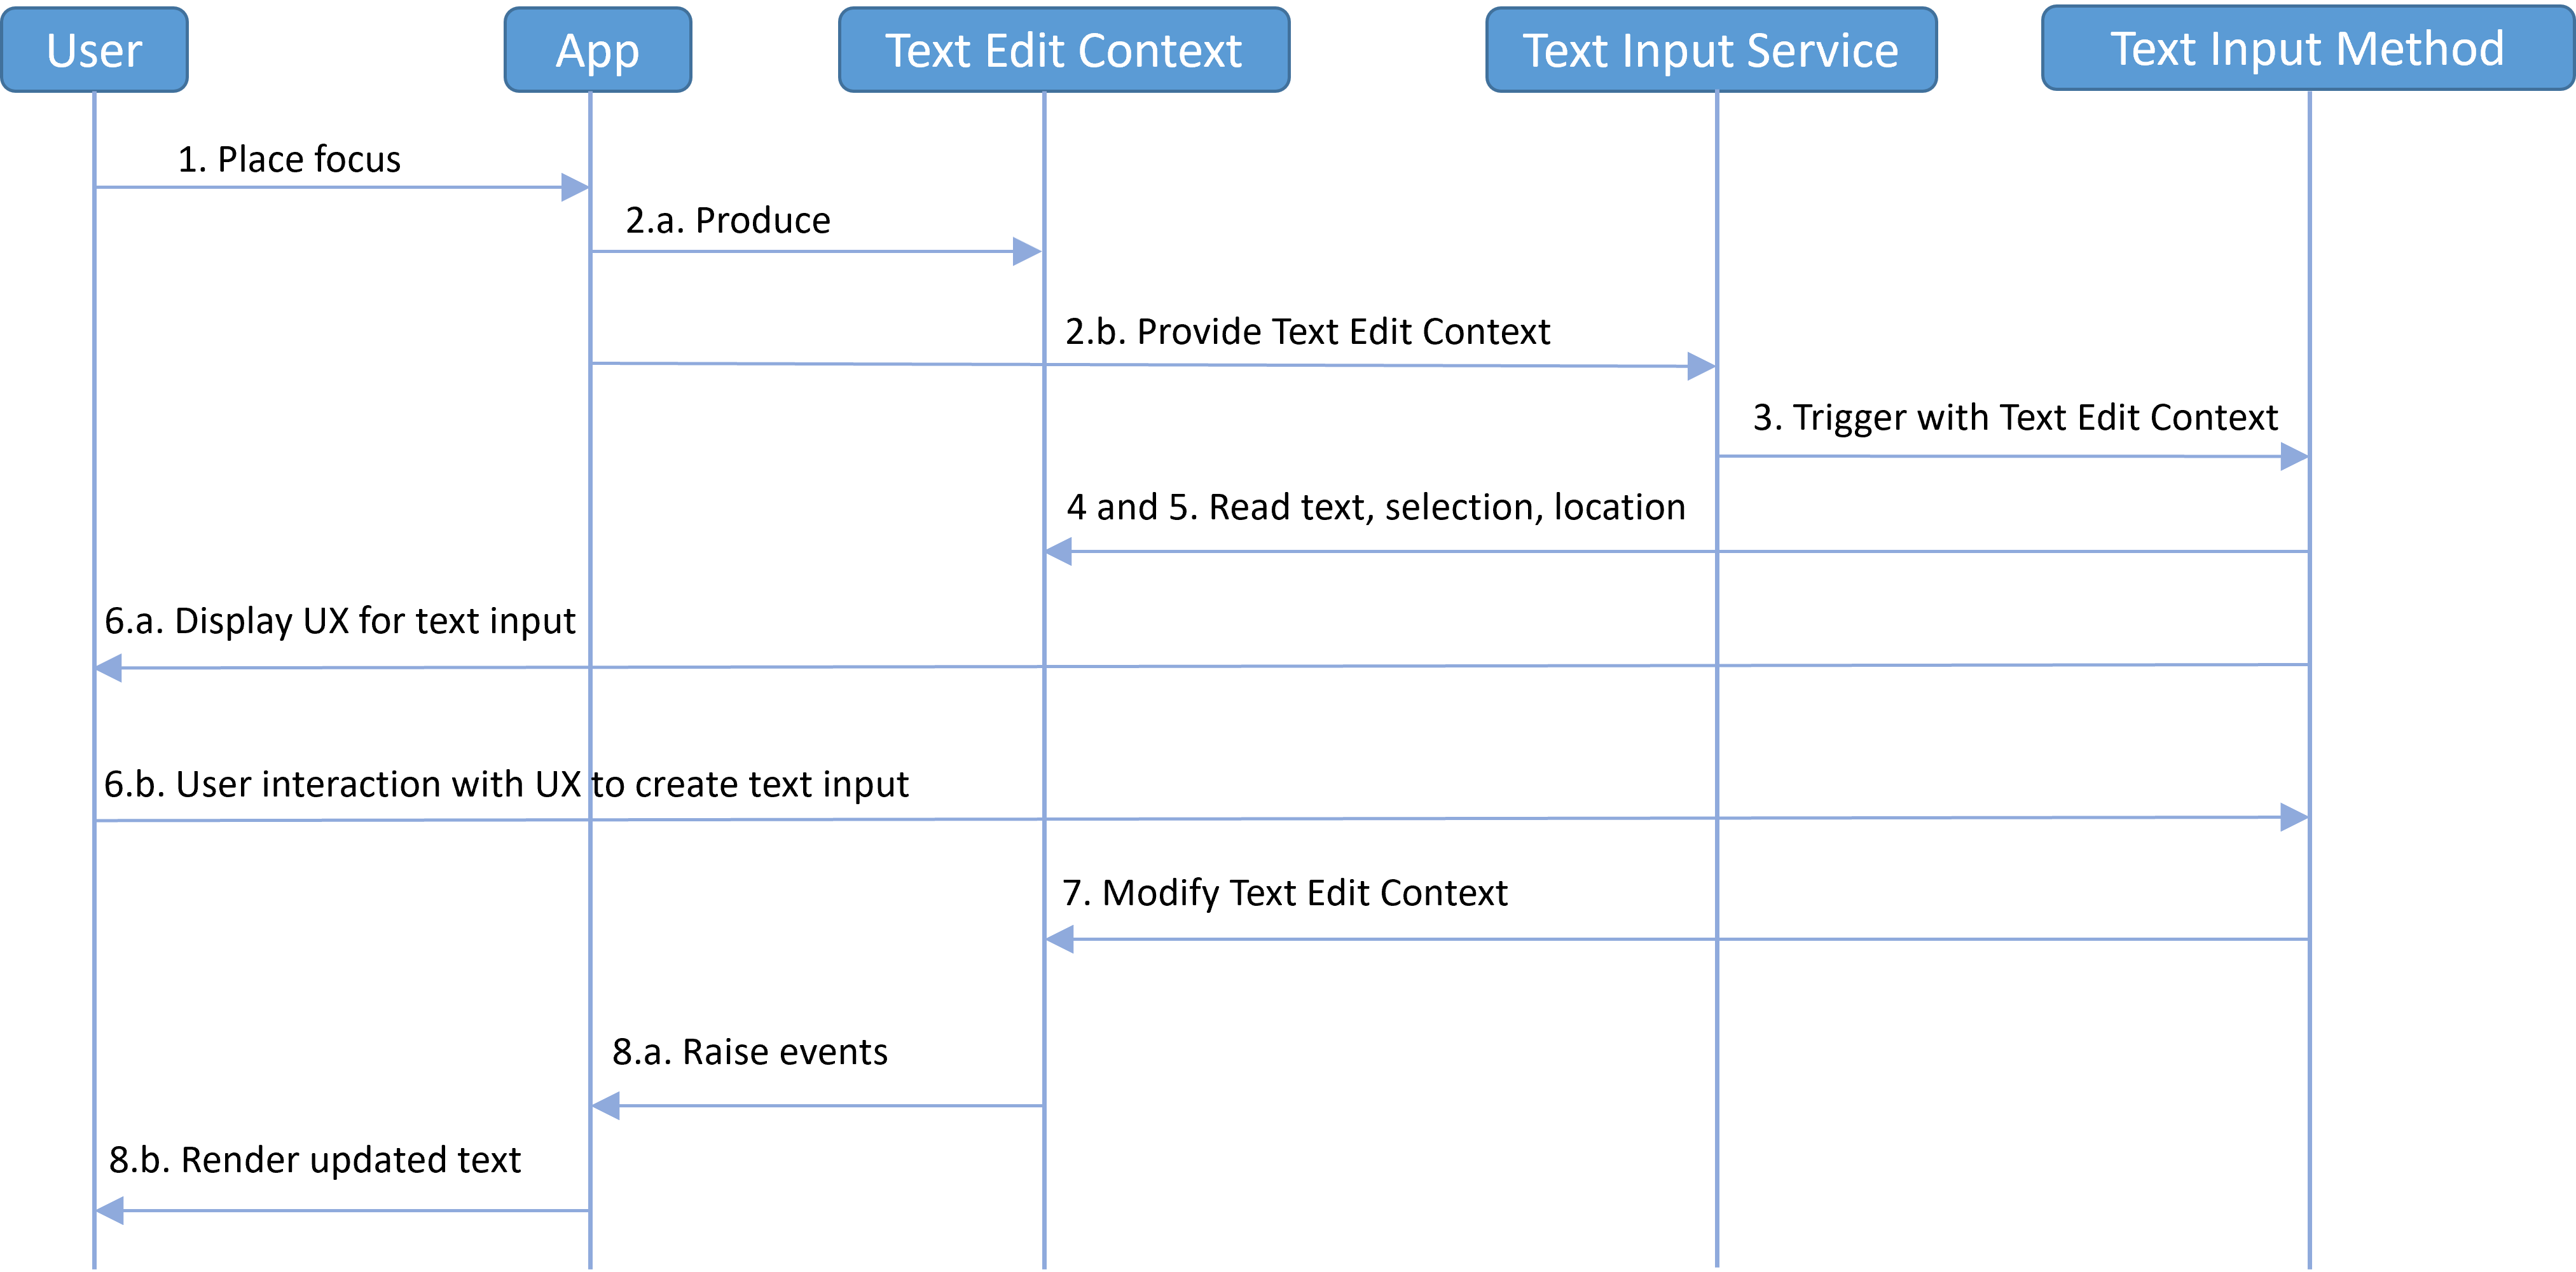 User
App
Text Edit Context
Text Input Service
Text Input Method
1. Place focus
2.a. Produce
2.b. Provide Text Edit Context
3. Trigger with Text Edit Context
4 and 5. Read text, selection, location
6.a. Display UX for text input
6.b. User interaction with UX to create text input
7. Modify Text Edit Context
8.a. Raise events
8.b. Render updated text